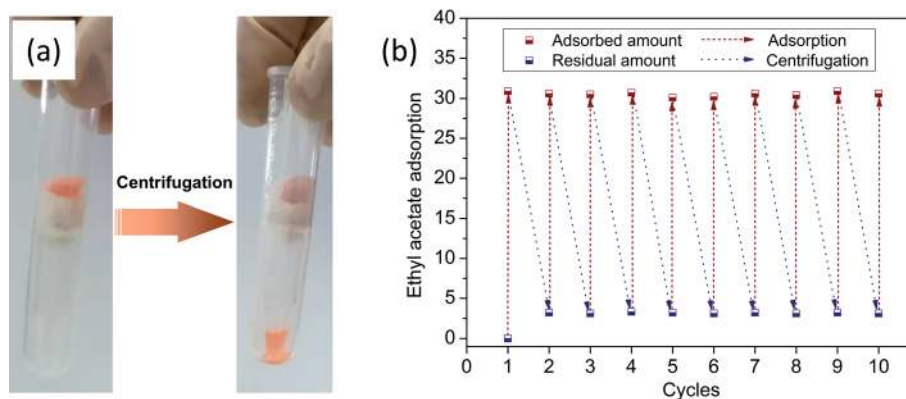 (a)
Centrifugation
(b)
Ethyl acetate adsorption
40
35
30
25
20
15
10
5
0
Adsorbed amount
Residual amount
Adsorption
Centrifugation
0 1 2 3 4 5 6 7 8 9 10
Cycles